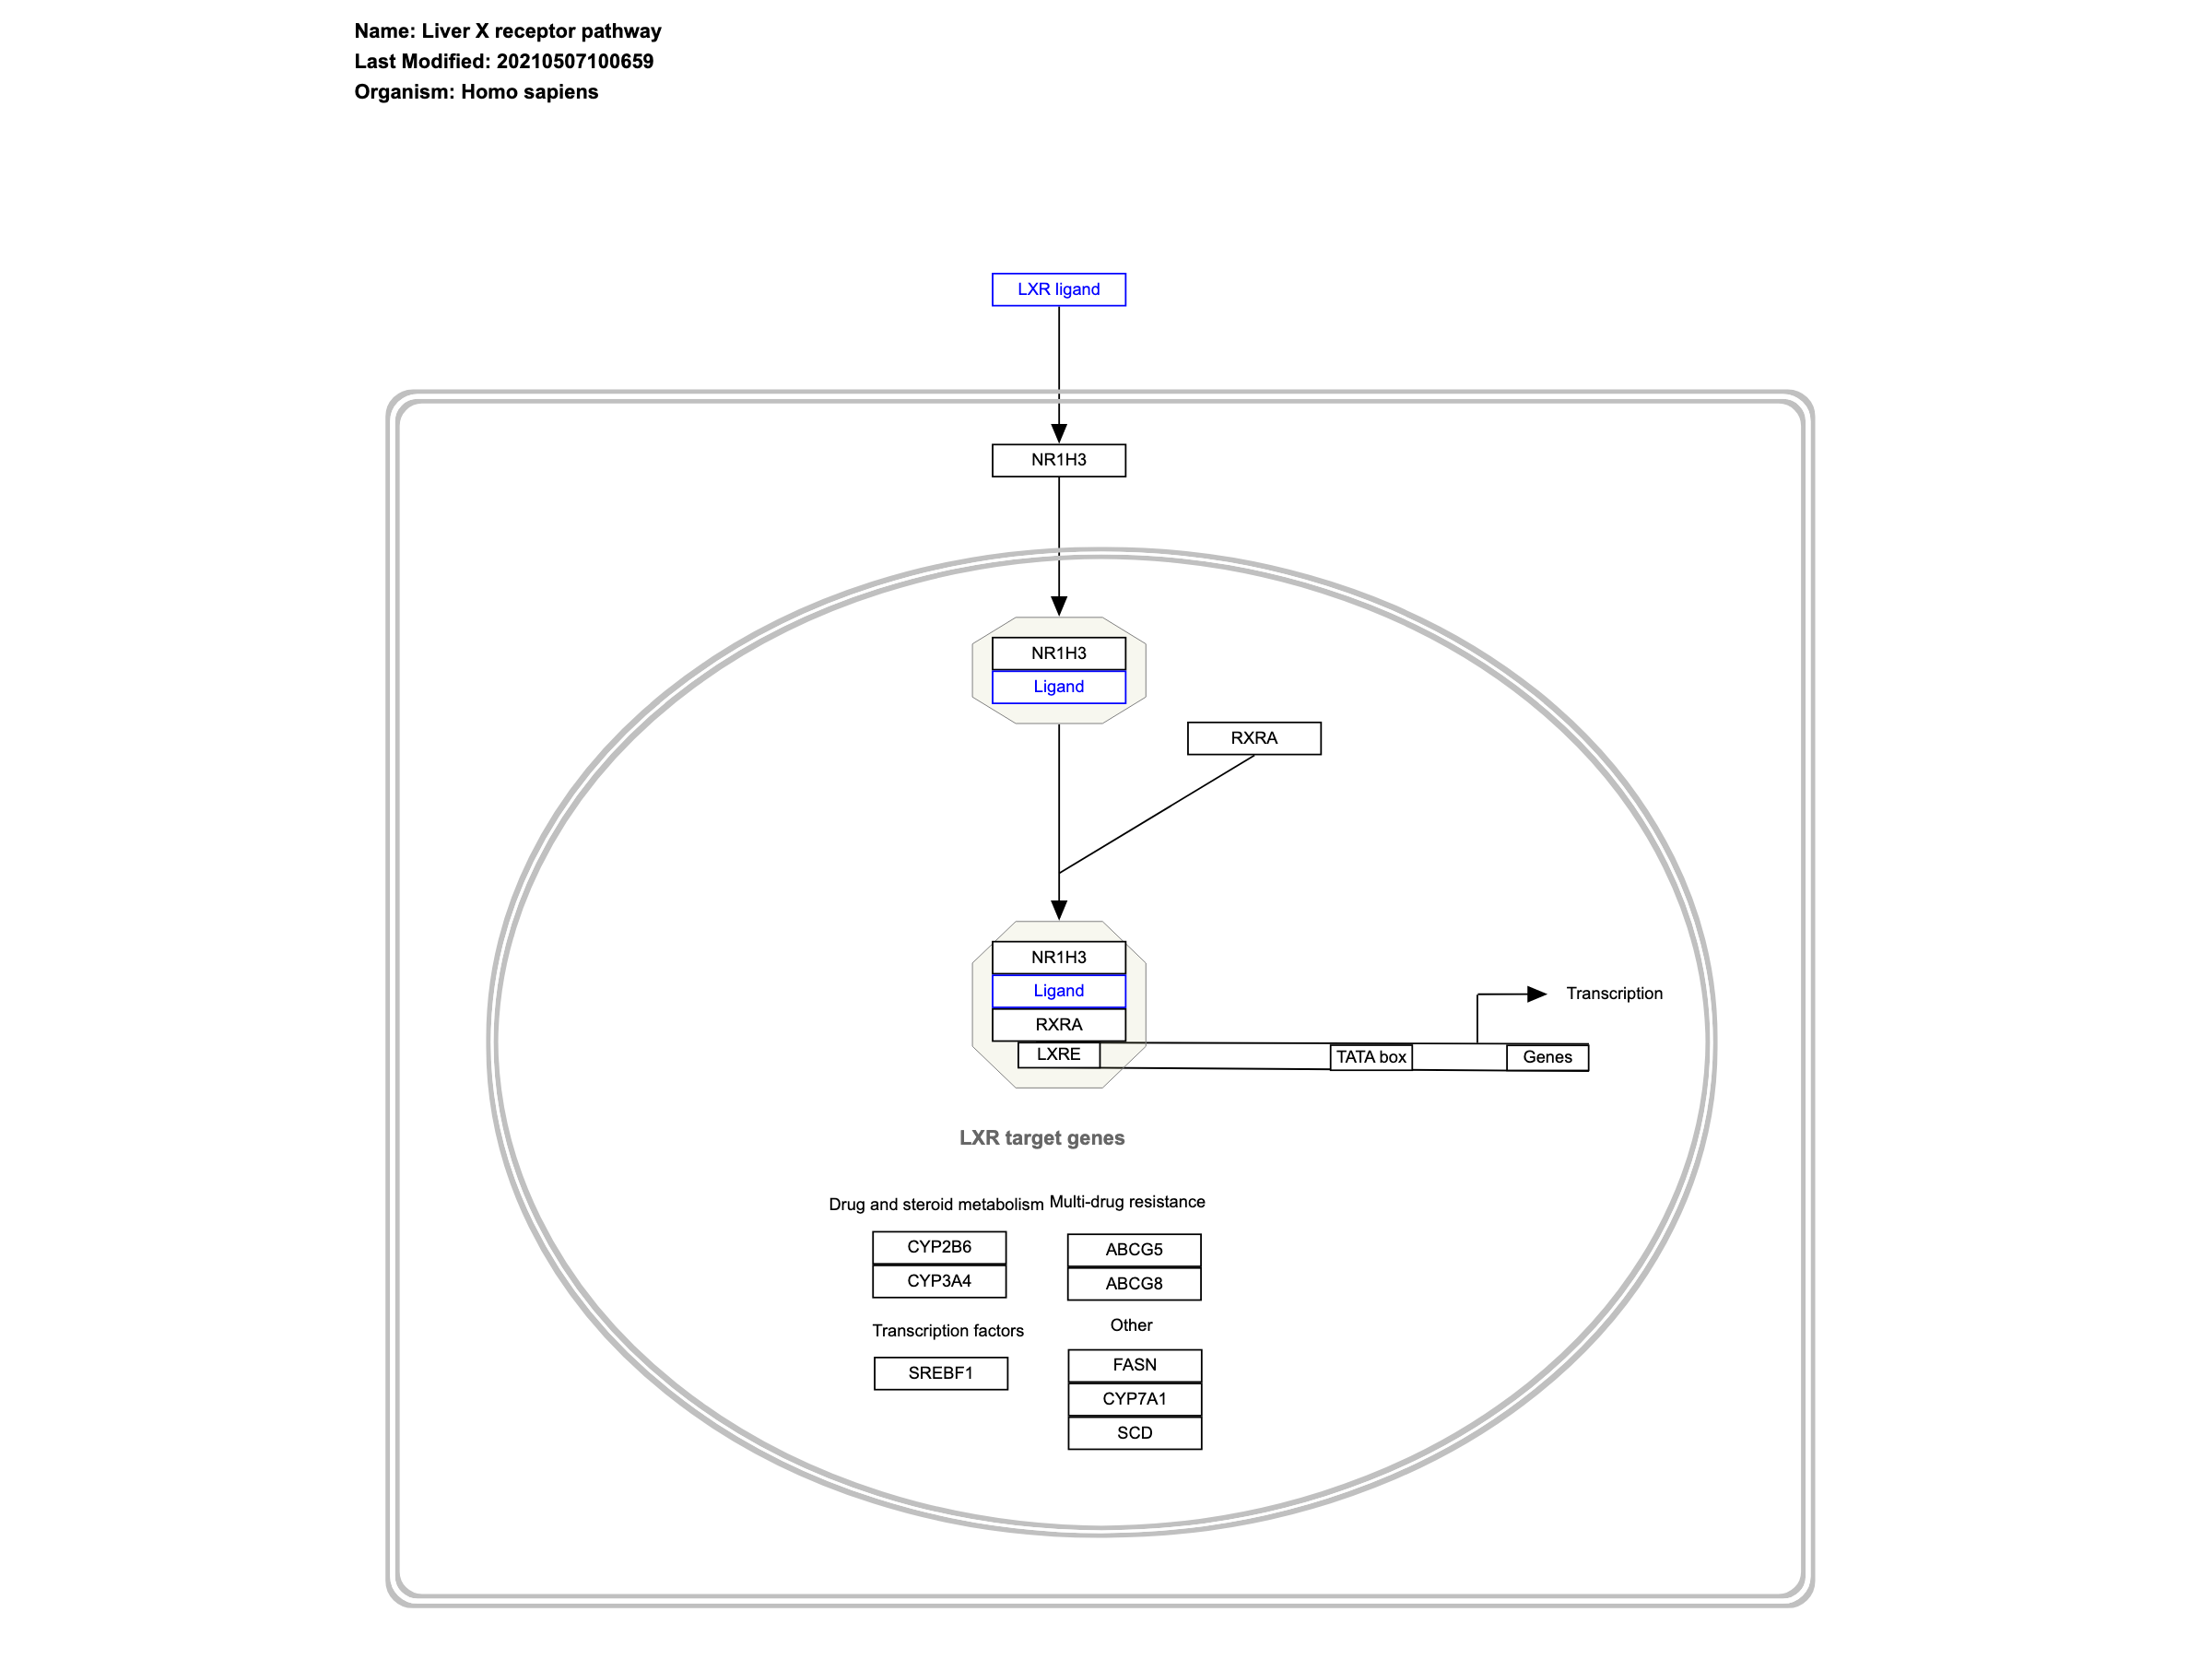 Name: Liver X receptor pathway
Last Modified: 20210507100659
Organism: Homo sapiens
LXR ligand
NR1H3
NR1H3
Ligand
RXRA
NR1H3
Ligand
RXRA
LXRE
Transcription
TATA box
Genes
LXR target genes
Drug and steroid metabolism
CYP2B6
CYP3A4
Multi-drug resistance
ABCG5
ABCG8
Transcription factors
SREBF1
Other
FASN
CYP7A1
SCD